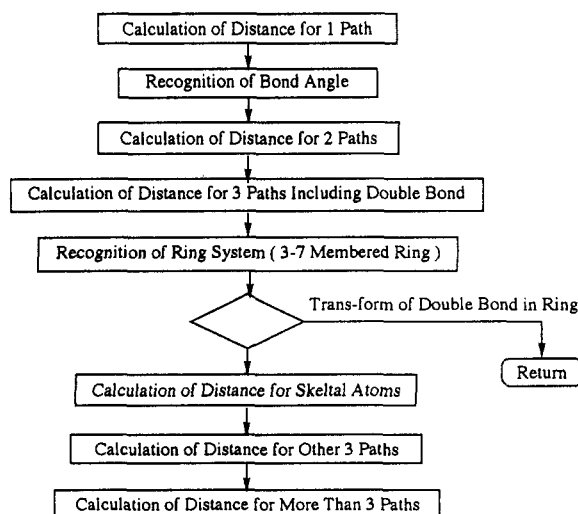 Calculation of Distance for 1 Path
Recognition of Bond Angle
Calculation of Distance for 2 Paths
Calculation of Distance for 3 Paths Including Double Bond
Recognition of Ring System ( 3-7 Membered Ring )
Trans-form of Double Bond in Ring
Return
Calculation of Distance for Skeltal Atoms
Calculation of Distance for Other 3 Paths
Calculation of Distance for More Than 3 Paths